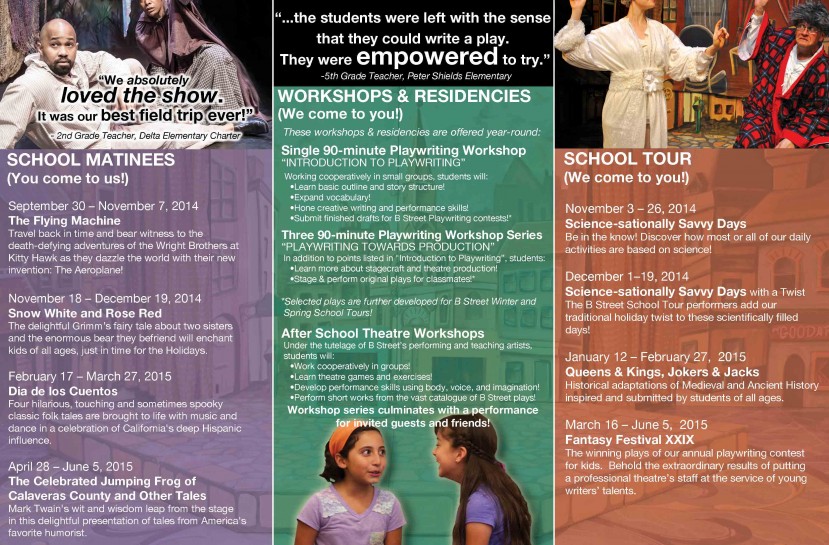 "We absolutely
loved the show.
It was our best field trip ever!"
- 2nd Grade Teacher, Delta Elementary Charter
SCHOOL MATINEES
(You come to us!)
September 30 – November 7, 2014
The Flying Machine
Travel back in time and bear witness to the
death-defying adventures of the Wright Brothers at
Kitty Hawk as they dazzle the world with their new
invention: The Aeroplane!
November 18 – December 19, 2014
Snow White and Rose Red
The delightful Grimm's fairy tale about two sisters
and the enormous bear they befriend will enchant
kids of all ages, just in time for the Holidays.
February 17 – March 27, 2015
Dia de los Cuentos
Four hilarious, touching and sometimes spooky
classic folk tales are brought to life with music and
dance in a celebration of California's deep Hispanic
influence.
April 28 – June 5, 2015
The Celebrated Jumping Frog of
Calaveras County and Other Tales
Mark Twain's wit and wisdom leap from the stage
in this delightful presentation of tales from America's
favorite humorist.
"...the students were left with the sense
that they could write a play.
They were empowered to try."
-5th Grade Teacher, Peter Shields Elementary
WORKSHOPS & RESIDENCIES
(We come to you!)
These workshops & residencies are offered year-round:
Single 90-minute Playwriting Workshop
"INTRODUCTION TO PLAYWRITING"
Working cooperatively in small groups, students will:
•Learn basic outline and story structure!
•Expand vocabulary!
•Hone creative writing and performance skills!
•Submit finished drafts for B Street Playwriting contests!*
Three 90-minute Playwriting Workshop Series
"PLAYWRITING TOWARDS PRODUCTION"
In addition to points listed in "Introduction to Playwriting", students:
•Learn more about stagecraft and theatre production!
•Stage & perform original plays for classmates!*
*Selected plays are further developed for B Street Winter and
Spring School Tours!
After School Theatre Workshops
Under the tutelage of B Street's performing and teaching artists,
students will:
•Work cooperatively in groups!
•Learn theatre games and exercises!
•Develop performance skills using body, voice, and imagination!
•Perform short works from the vast catalogue of B Street plays!
Workshop series culminates with a performance
for invited guests and friends!
SCHOOL TOUR
(We come to you!)
November 3 – 26, 2014
Science-sationally Savvy Days
Be in the know! Discover how most or all of our daily
activities are based on science!
December 1–19, 2014
Science-sationally Savvy Days with a Twist
The B Street School Tour performers add our
traditional holiday twist to these scientifically filled
days!
January 12 – February 27, 2015
Queens & Kings, Jokers & Jacks
Historical adaptations of Medieval and Ancient History
inspired and submitted by students of all ages.
March 16 – June 5, 2015
Fantasy Festival XXIX
The winning plays of our annual playwriting contest
for kids. Behold the extraordinary results of putting
a professional theatre's staff at the service of young
writers' talents.